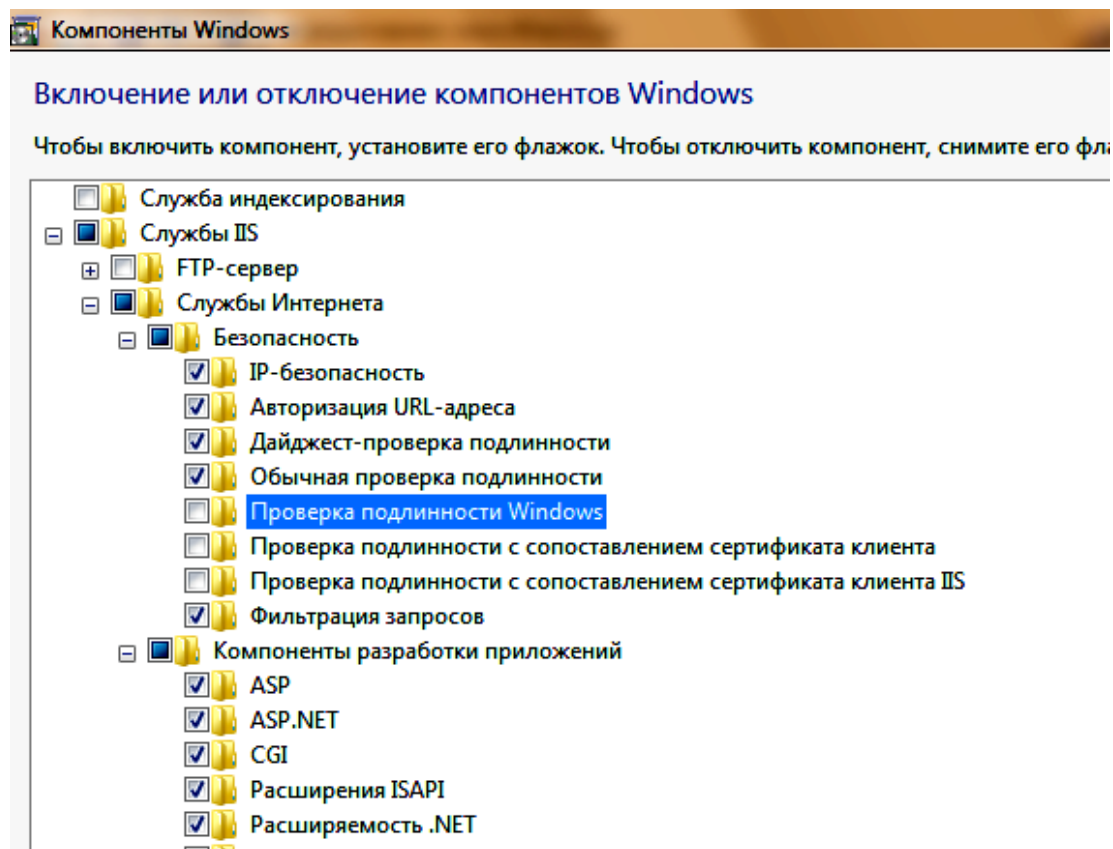 Компоненты Windows
Включение или отключение компонентов Windows
Чтобы включить компонент, установите его флажок. Чтобы отключить компонент, снимите его
Служба индексирования
Службы IIS
FTP-сервер
Службы Интернета
Безопасность
IP-безопасность
Авторизация URL-адреса
Дайджест-проверка подлинности
Обычная проверка подлинности
Проверка подлинности Windows
Проверка подлинности с сопоставлением сертификата клиента
Проверка подлинности с сопоставлением сертификата клиента IIS
Фильтрация запросов
Компоненты разработки приложений
ASP
ASP.NET
CGI
Расширения ISAPI
Расширяемость .NET